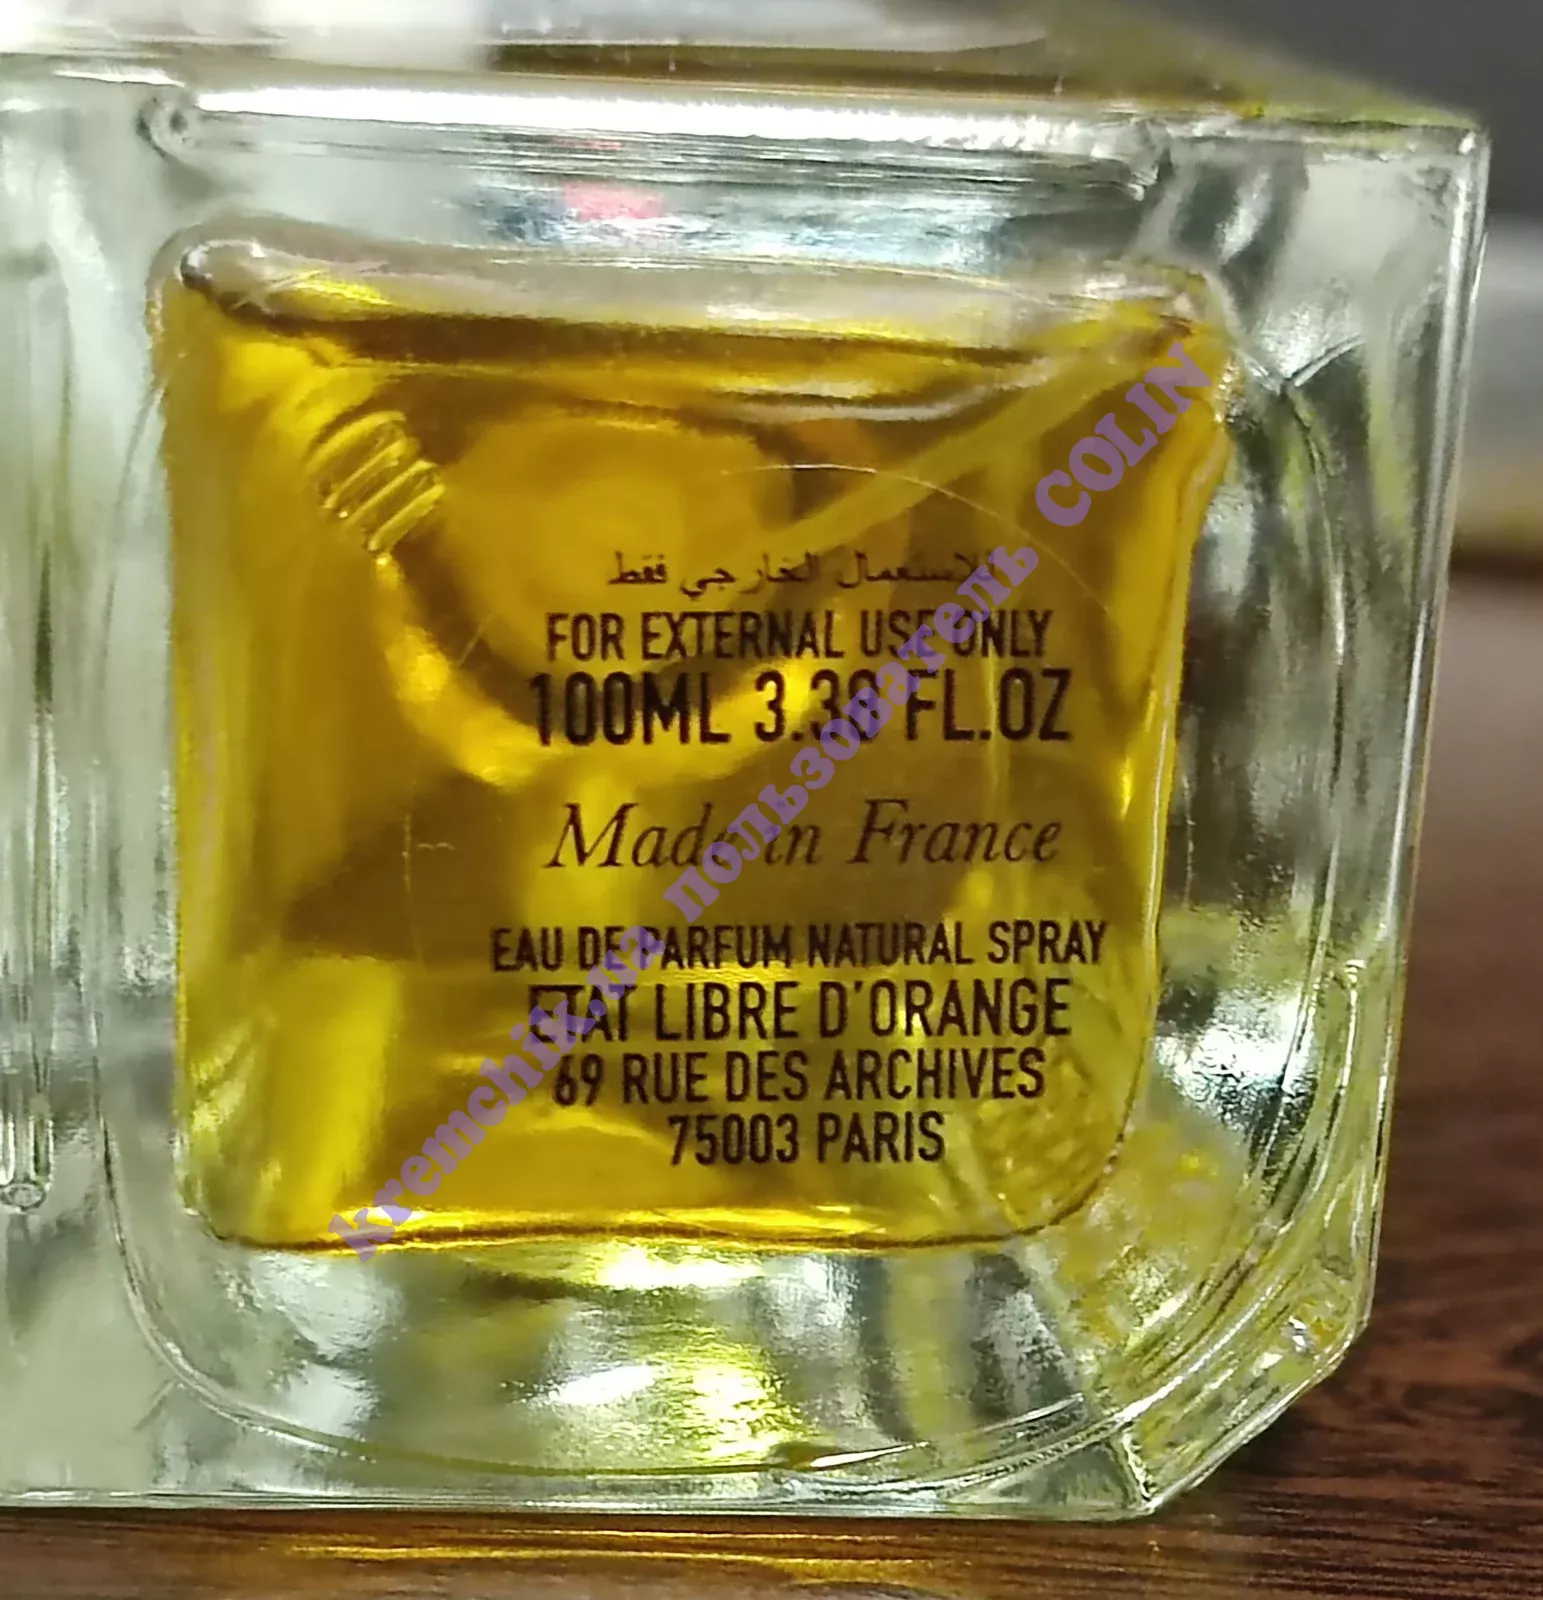 للاستعمال الخارجي فقط
FOR EXTERNAL USE ONLY
100ML 3.38 FL.OZ
Made in France
EAU DE PARFUM NATURAL SPRAY
ETAT LIBRE D'ORANGE
69 RUE DES ARCHIVES
75003 PARIS
kremchik.ua пользователь COLIN